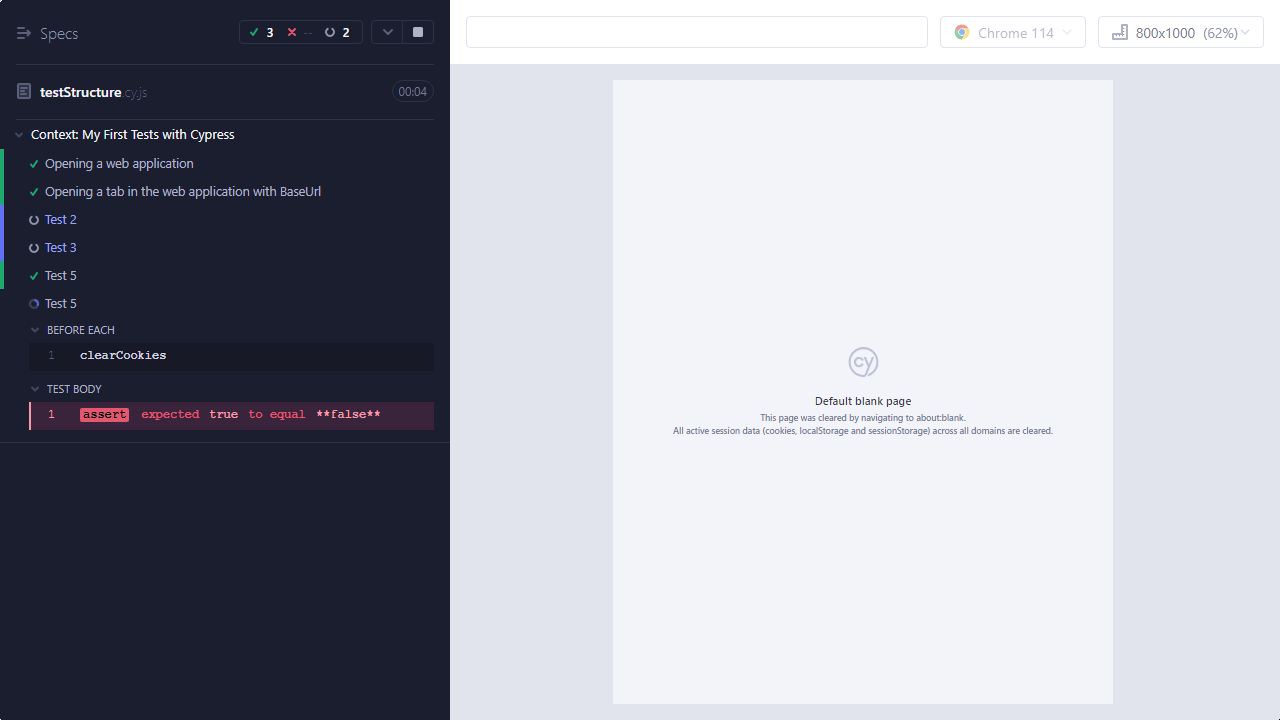 Specs
3 -- 2
testStructure.cy.js
00:04
Context: My First Tests with Cypress
Opening a web application
Opening a tab in the web application with BaseUrl
Test 2
Test 3
Test 5
Test 5
BEFORE EACH
1 clearCookies
TEST BODY
1 assert expected true to equal **false**
Chrome 114
800x1000 (62%)
cy
Default blank page
This page was cleared by navigating to about:blank.
All active session data (cookies, localStorage and sessionStorage) across all domains are cleared.